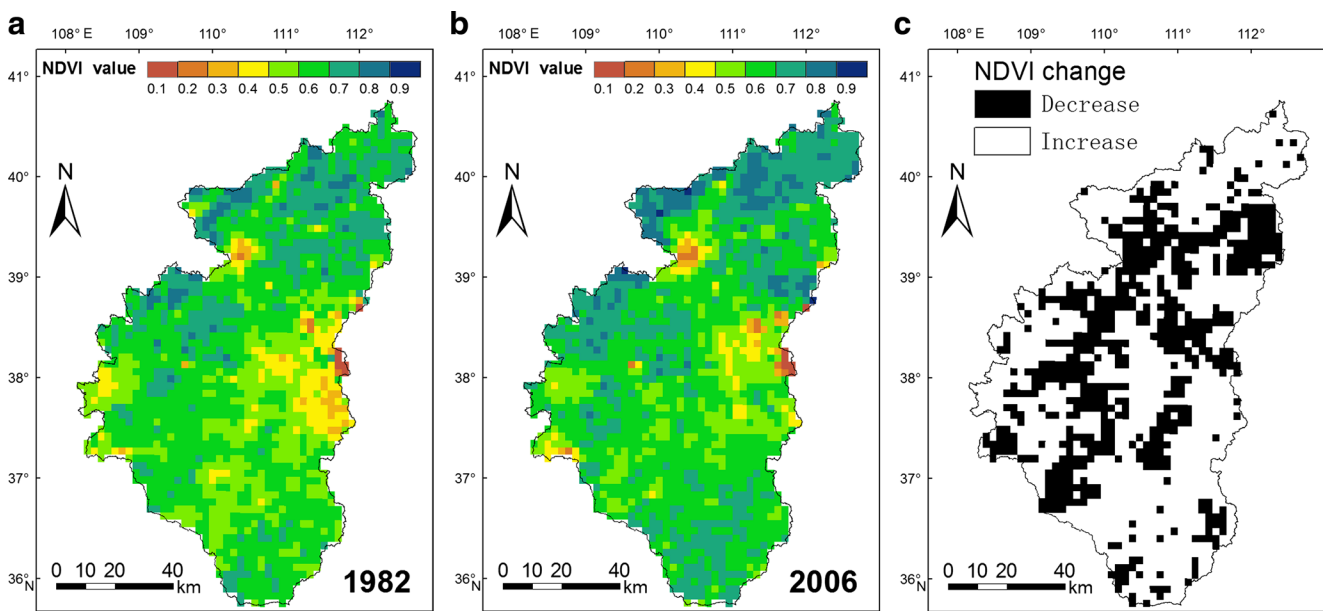 a
108° E 109° 110° 111° 112°
41°
40°
39°
38°
37°
36°
N
NDVI value
0.1 0.2 0.3 0.4 0.5 0.6 0.7 0.8 0.9
N
0 10 20 40
km
1982
b
108° E 109° 110° 111° 112°
41°
40°
39°
38°
37°
36°
N
NDVI value
0.1 0.2 0.3 0.4 0.5 0.6 0.7 0.8 0.9
N
0 10 20 40
km
2006
c
108° E 109° 110° 111° 112°
41°
40°
39°
38°
37°
36°
N
NDVI change
Decrease
Increase
N
0 10 20 40
km